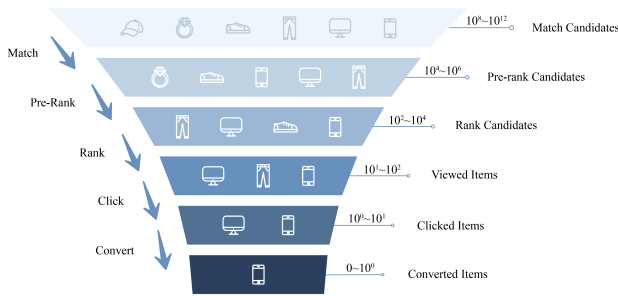 10⁸~10¹² Match Candidates
Match
10⁴~10⁶ Pre-rank Candidates
Pre-Rank
10²~10⁴ Rank Candidates
Rank
10¹~10² Viewed Items
Click
10⁰~10¹ Clicked Items
Convert
0~10⁰ Converted Items